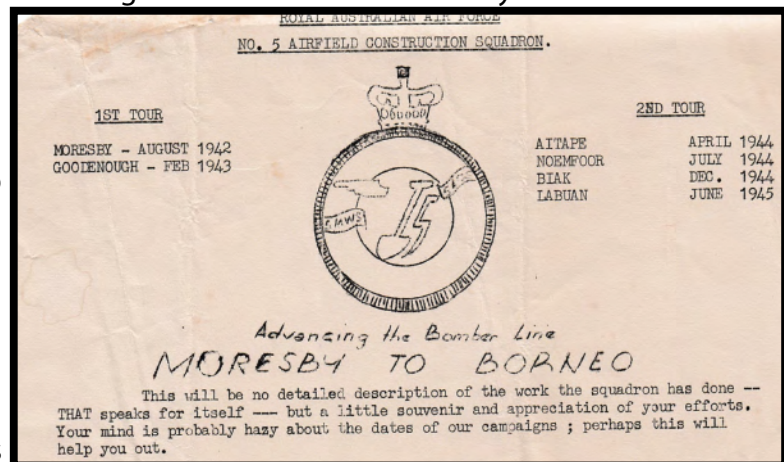 ROYAL AUSTRALIAN AIR FORCE
NO. 5 AIRFIELD CONSTRUCTION SQUADRON.
1ST TOUR
MORESBY - AUGUST 1942
GOODENOUGH - FEB 1943
2ND TOUR
AITAPE APRIL 1944
NOEMFOOR JULY 1944
BIAK DEC. 1944
LABUAN JUNE 1945
5MWS
Advancing the Bomber Line
MORESBY TO BORNEO
This will be no detailed description of the work the squadron has done --
THAT speaks for itself --- but a little souvenir and appreciation of your efforts.
Your mind is probably hazy about the dates of our campaigns ; perhaps this will
help you out.